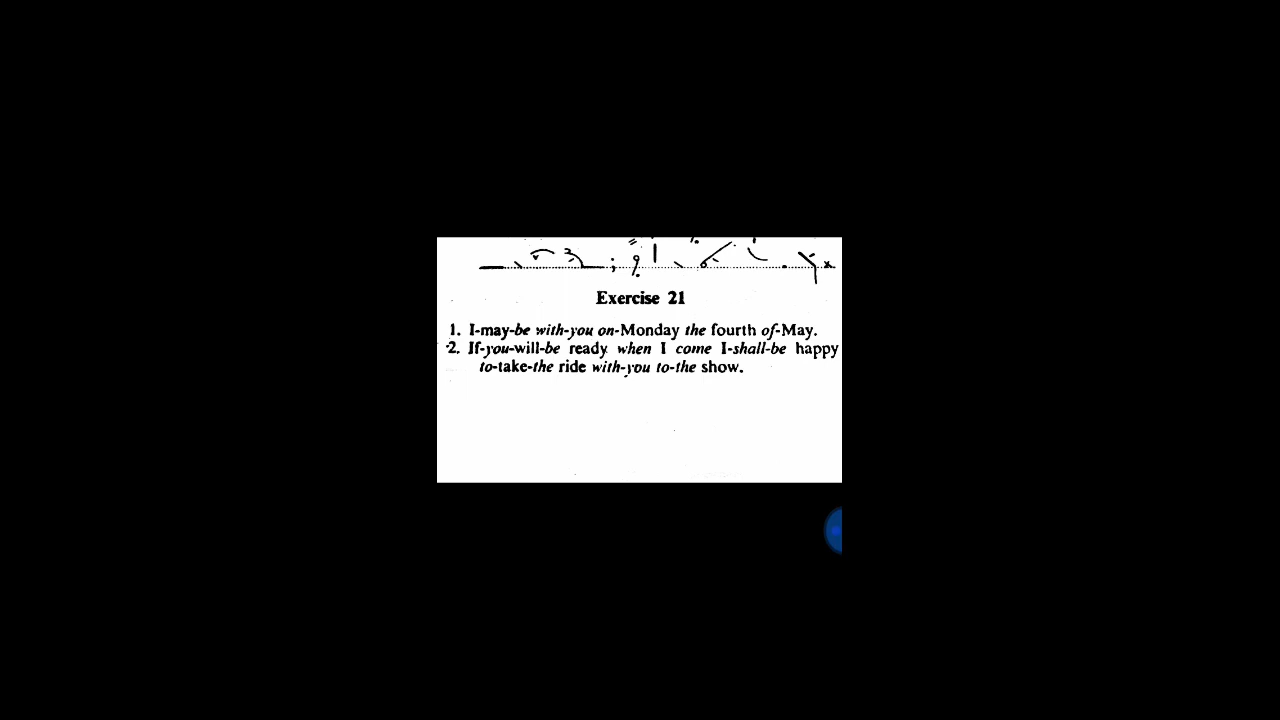 Exercise 21
1. I-may-be with-you on-Monday the fourth of-May.
2. If-you-will-be ready when I come I-shall-be happy
to-take-the ride with-you to-the show.